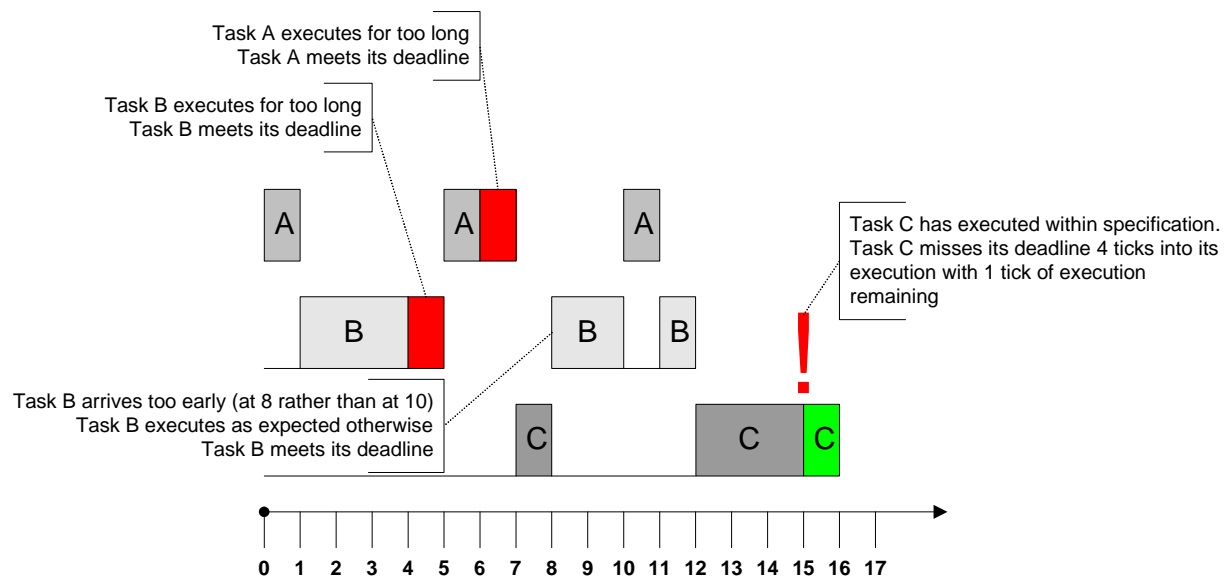 Task A executes for too long
Task A meets its deadline
Task B executes for too long
Task B meets its deadline
A
A
A
Task C has executed within specification.
Task C misses its deadline 4 ticks into its
execution with 1 tick of execution
remaining
B
B
B
!
Task B arrives too early (at 8 rather than at 10)
Task B executes as expected otherwise
Task B meets its deadline
C
C
C
0 1 2 3 4 5 6 7 8 9 10 11 12 13 14 15 16 17